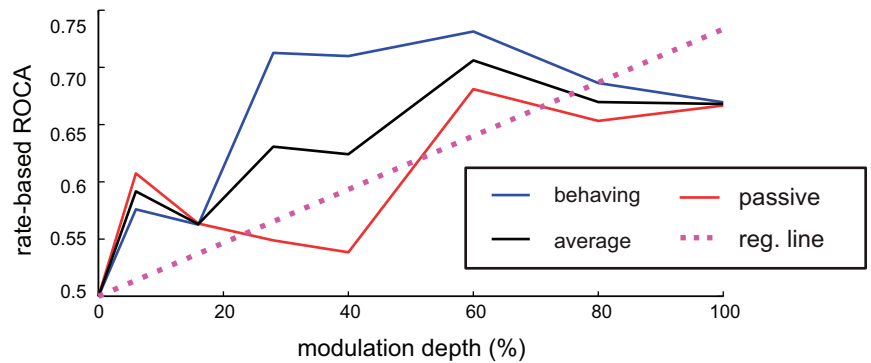 0.75
0.70
0.65
0.6
0.55
0.5
rate-based ROCA
0 20 40 60 80 100
modulation depth (%)
behaving passive
average reg. line